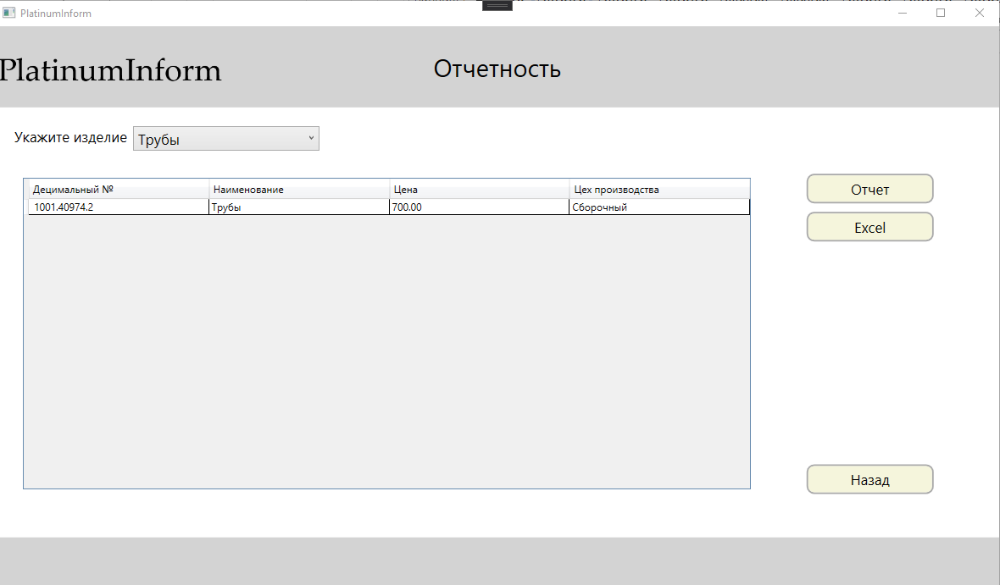 PlatinumInform
PlatinumInform
Отчетность
Укажите изделие Трубы
Децимальный № Наименование Цена Цех производства
1001.40974.2 Трубы 700.00 Сборочный
Отчет
Excel
Назад